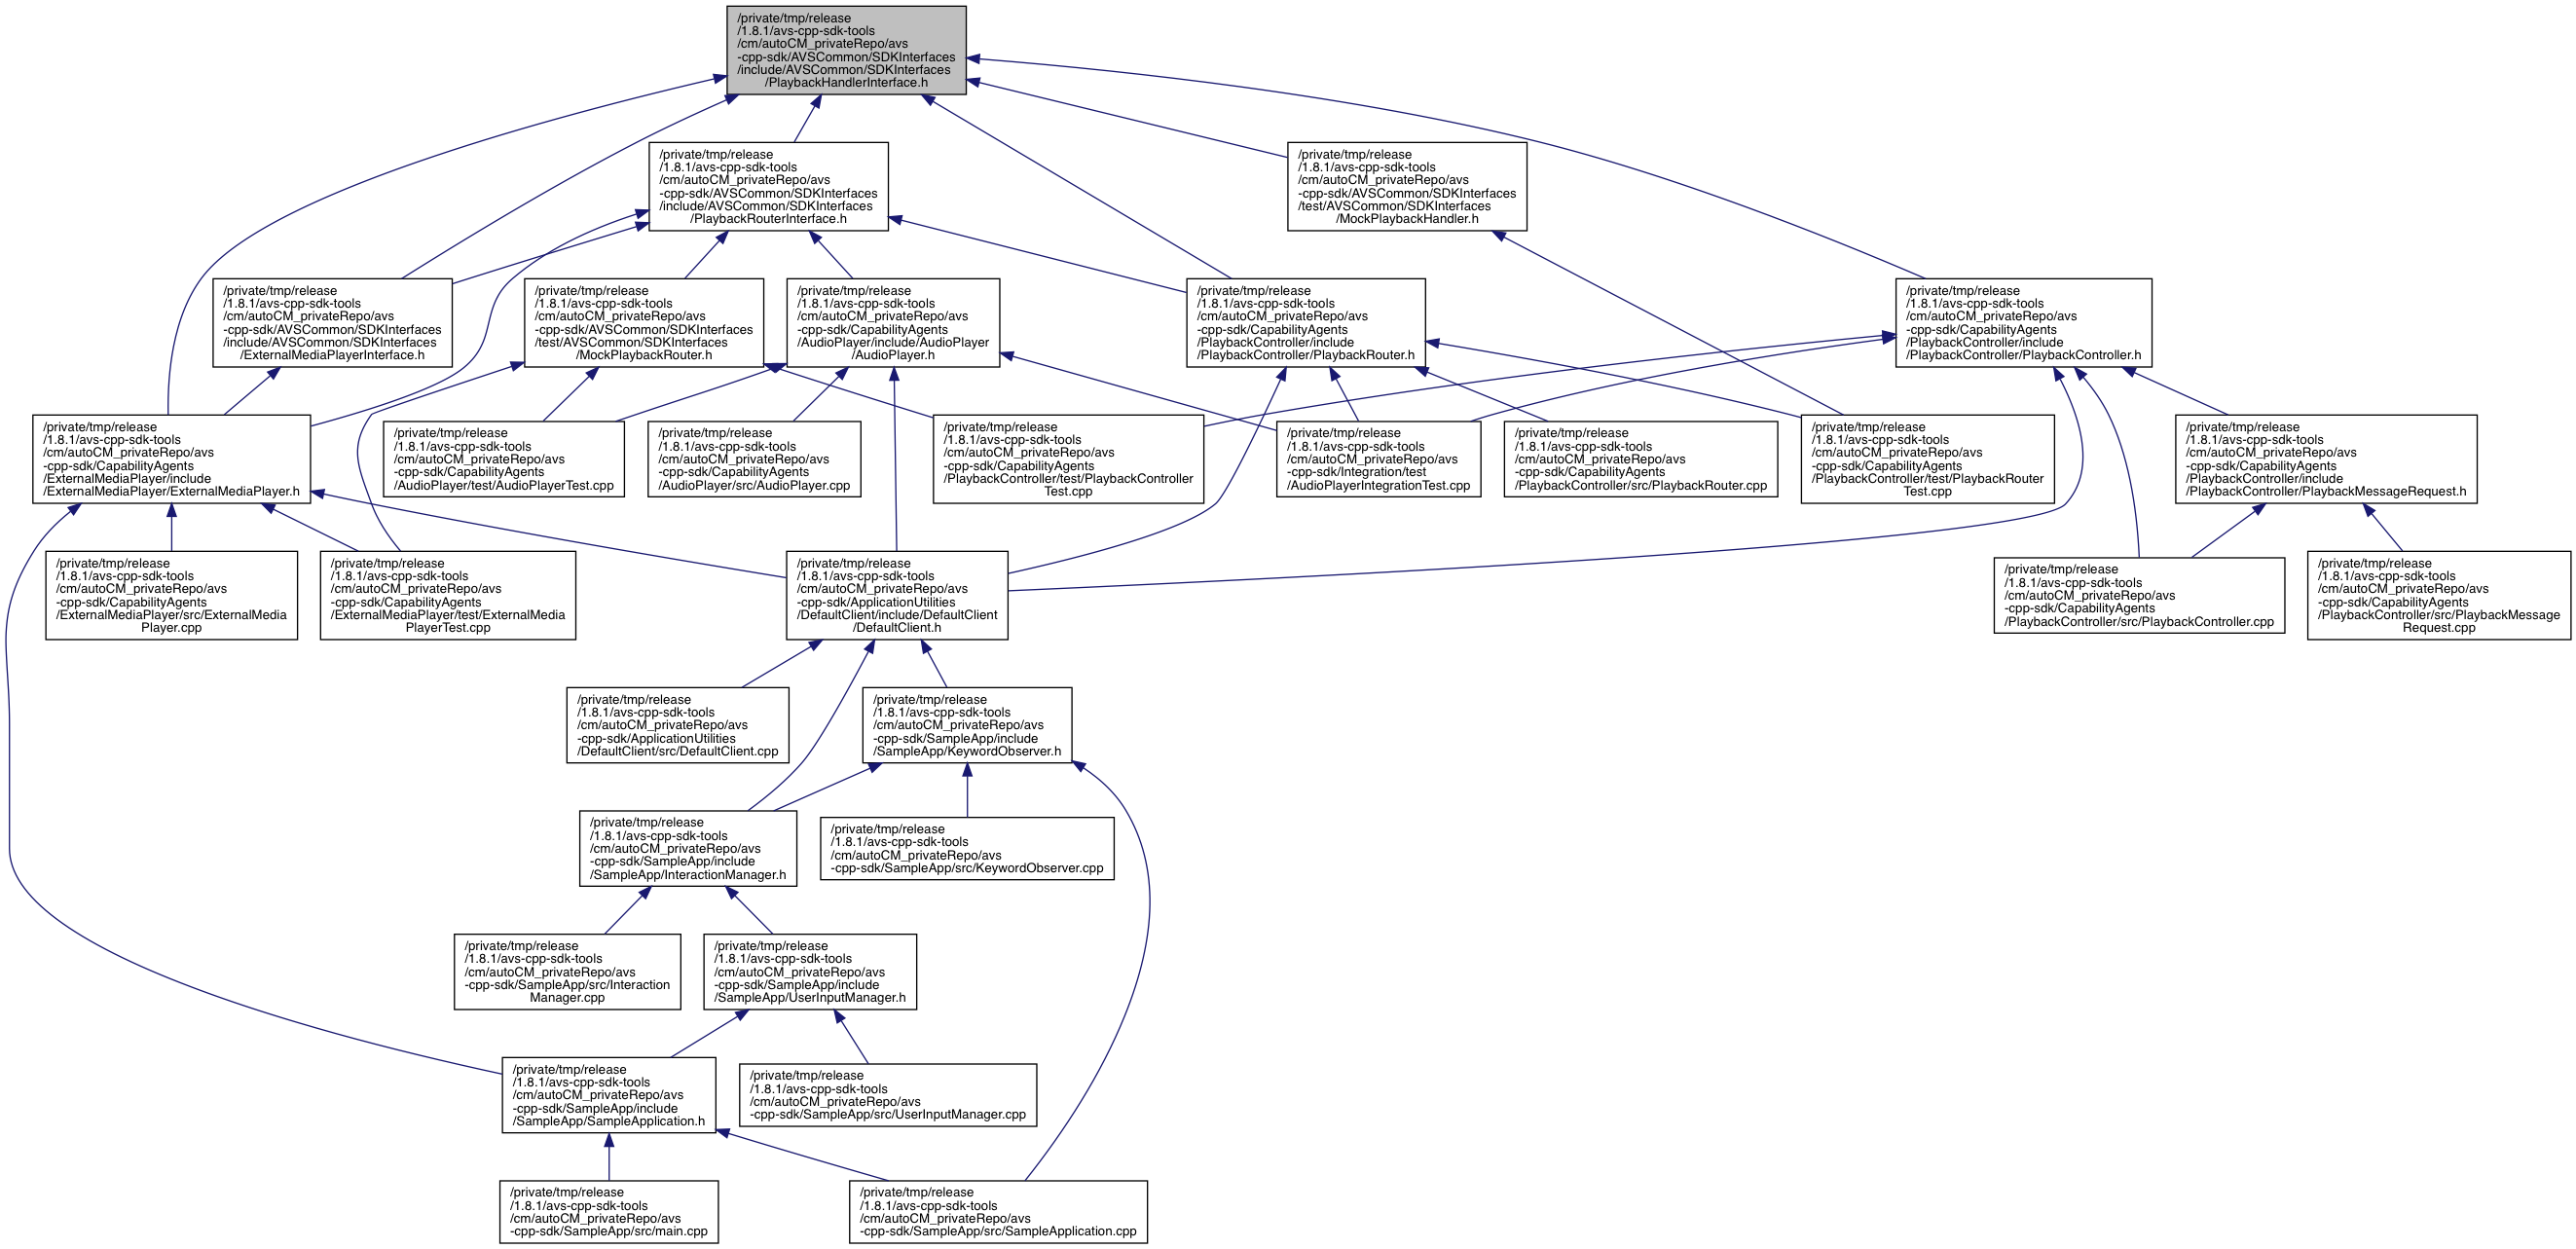 /private/tmp/release
/1.8.1/avs-cpp-sdk-tools
/cm/autoCM_privateRepo/avs
-cpp-sdk/AVSCommon/SDKInterfaces
/include/AVSCommon/SDKInterfaces
/PlaybackHandlerInterface.h
/private/tmp/release
/1.8.1/avs-cpp-sdk-tools
/cm/autoCM_privateRepo/avs
-cpp-sdk/AVSCommon/SDKInterfaces
/include/AVSCommon/SDKInterfaces
/PlaybackRouterInterface.h
/private/tmp/release
/1.8.1/avs-cpp-sdk-tools
/cm/autoCM_privateRepo/avs
-cpp-sdk/AVSCommon/SDKInterfaces
/test/AVSCommon/SDKInterfaces
/MockPlaybackHandler.h
/private/tmp/release
/1.8.1/avs-cpp-sdk-tools
/cm/autoCM_privateRepo/avs
-cpp-sdk/AVSCommon/SDKInterfaces
/include/AVSCommon/SDKInterfaces
/ExternalMediaPlayerInterface.h
/private/tmp/release
/1.8.1/avs-cpp-sdk-tools
/cm/autoCM_privateRepo/avs
-cpp-sdk/AVSCommon/SDKInterfaces
/test/AVSCommon/SDKInterfaces
/MockPlaybackRouter.h
/private/tmp/release
/1.8.1/avs-cpp-sdk-tools
/cm/autoCM_privateRepo/avs
-cpp-sdk/CapabilityAgents
/AudioPlayer/include/AudioPlayer
/AudioPlayer.h
/private/tmp/release
/1.8.1/avs-cpp-sdk-tools
/cm/autoCM_privateRepo/avs
-cpp-sdk/CapabilityAgents
/PlaybackController/include
/PlaybackController/PlaybackRouter.h
/private/tmp/release
/1.8.1/avs-cpp-sdk-tools
/cm/autoCM_privateRepo/avs
-cpp-sdk/CapabilityAgents
/PlaybackController/include
/PlaybackController/PlaybackController.h
/private/tmp/release
/1.8.1/avs-cpp-sdk-tools
/cm/autoCM_privateRepo/avs
-cpp-sdk/CapabilityAgents
/ExternalMediaPlayer/include
/ExternalMediaPlayer/ExternalMediaPlayer.h
/private/tmp/release
/1.8.1/avs-cpp-sdk-tools
/cm/autoCM_privateRepo/avs
-cpp-sdk/CapabilityAgents
/AudioPlayer/test/AudioPlayerTest.cpp
/private/tmp/release
/1.8.1/avs-cpp-sdk-tools
/cm/autoCM_privateRepo/avs
-cpp-sdk/CapabilityAgents
/AudioPlayer/src/AudioPlayer.cpp
/private/tmp/release
/1.8.1/avs-cpp-sdk-tools
/cm/autoCM_privateRepo/avs
-cpp-sdk/CapabilityAgents
/PlaybackController/test/PlaybackController
Test.cpp
/private/tmp/release
/1.8.1/avs-cpp-sdk-tools
/cm/autoCM_privateRepo/avs
-cpp-sdk/Integration/test
/AudioPlayerIntegrationTest.cpp
/private/tmp/release
/1.8.1/avs-cpp-sdk-tools
/cm/autoCM_privateRepo/avs
-cpp-sdk/CapabilityAgents
/PlaybackController/src/PlaybackRouter.cpp
/private/tmp/release
/1.8.1/avs-cpp-sdk-tools
/cm/autoCM_privateRepo/avs
-cpp-sdk/CapabilityAgents
/PlaybackController/test/PlaybackRouter
Test.cpp
/private/tmp/release
/1.8.1/avs-cpp-sdk-tools
/cm/autoCM_privateRepo/avs
-cpp-sdk/CapabilityAgents
/PlaybackController/include
/PlaybackController/PlaybackMessageRequest.h
/private/tmp/release
/1.8.1/avs-cpp-sdk-tools
/cm/autoCM_privateRepo/avs
-cpp-sdk/CapabilityAgents
/ExternalMediaPlayer/src/ExternalMedia
Player.cpp
/private/tmp/release
/1.8.1/avs-cpp-sdk-tools
/cm/autoCM_privateRepo/avs
-cpp-sdk/CapabilityAgents
/ExternalMediaPlayer/test/ExternalMedia
PlayerTest.cpp
/private/tmp/release
/1.8.1/avs-cpp-sdk-tools
/cm/autoCM_privateRepo/avs
-cpp-sdk/ApplicationUtilities
/DefaultClient/include/DefaultClient
/DefaultClient.h
/private/tmp/release
/1.8.1/avs-cpp-sdk-tools
/cm/autoCM_privateRepo/avs
-cpp-sdk/CapabilityAgents
/PlaybackController/src/PlaybackController.cpp
/private/tmp/release
/1.8.1/avs-cpp-sdk-tools
/cm/autoCM_privateRepo/avs
-cpp-sdk/CapabilityAgents
/PlaybackController/src/PlaybackMessage
Request.cpp
/private/tmp/release
/1.8.1/avs-cpp-sdk-tools
/cm/autoCM_privateRepo/avs
-cpp-sdk/ApplicationUtilities
/DefaultClient/src/DefaultClient.cpp
/private/tmp/release
/1.8.1/avs-cpp-sdk-tools
/cm/autoCM_privateRepo/avs
-cpp-sdk/SampleApp/include
/SampleApp/KeywordObserver.h
/private/tmp/release
/1.8.1/avs-cpp-sdk-tools
/cm/autoCM_privateRepo/avs
-cpp-sdk/SampleApp/include
/SampleApp/InteractionManager.h
/private/tmp/release
/1.8.1/avs-cpp-sdk-tools
/cm/autoCM_privateRepo/avs
-cpp-sdk/SampleApp/src/KeywordObserver.cpp
/private/tmp/release
/1.8.1/avs-cpp-sdk-tools
/cm/autoCM_privateRepo/avs
-cpp-sdk/SampleApp/src/Interaction
Manager.cpp
/private/tmp/release
/1.8.1/avs-cpp-sdk-tools
/cm/autoCM_privateRepo/avs
-cpp-sdk/SampleApp/include
/SampleApp/UserInputManager.h
/private/tmp/release
/1.8.1/avs-cpp-sdk-tools
/cm/autoCM_privateRepo/avs
-cpp-sdk/SampleApp/include
/SampleApp/SampleApplication.h
/private/tmp/release
/1.8.1/avs-cpp-sdk-tools
/cm/autoCM_privateRepo/avs
-cpp-sdk/SampleApp/src/UserInputManager.cpp
/private/tmp/release
/1.8.1/avs-cpp-sdk-tools
/cm/autoCM_privateRepo/avs
-cpp-sdk/SampleApp/src/main.cpp
/private/tmp/release
/1.8.1/avs-cpp-sdk-tools
/cm/autoCM_privateRepo/avs
-cpp-sdk/SampleApp/src/SampleApplication.cpp